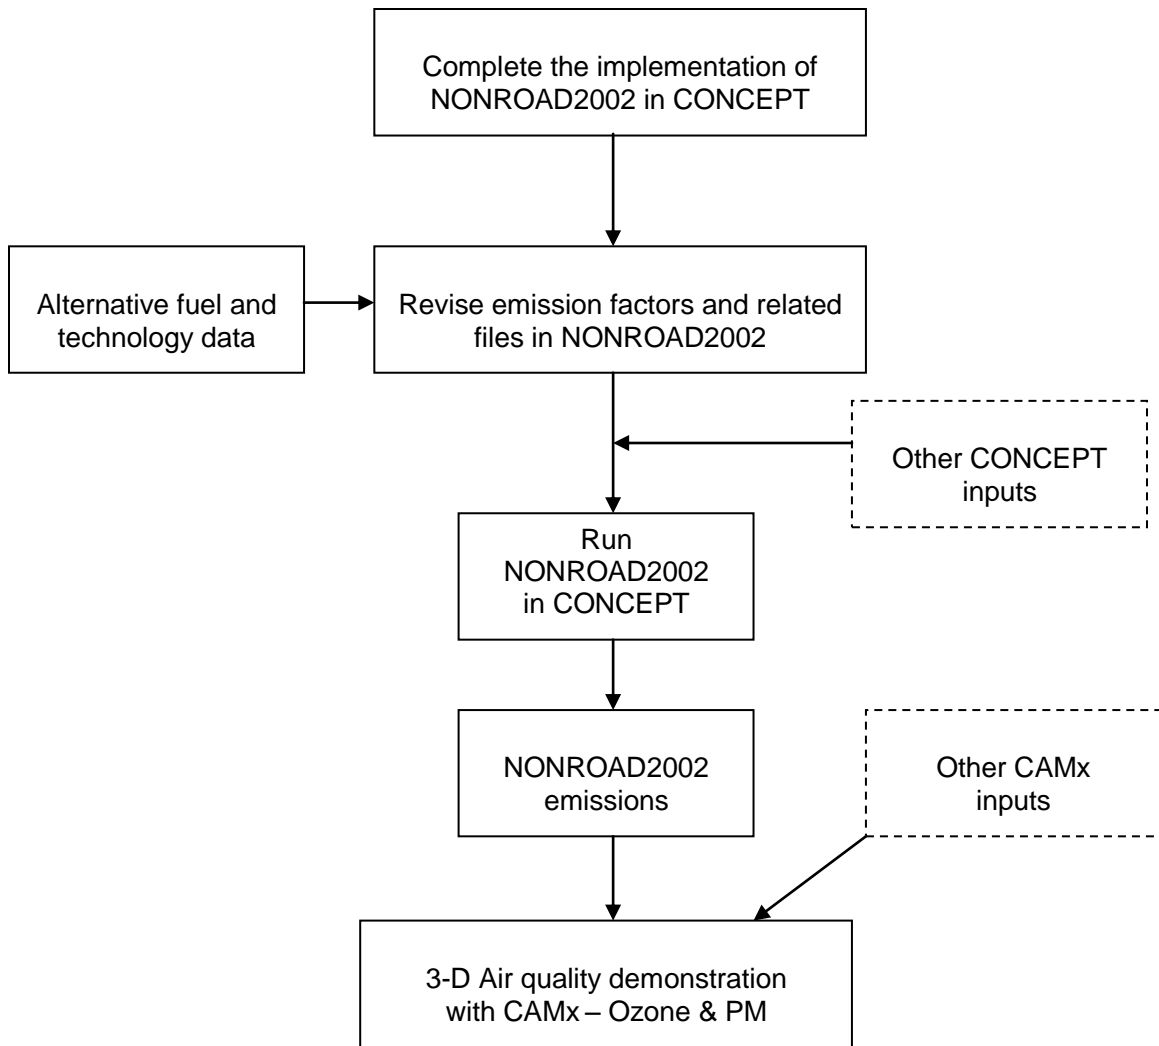 Complete the implementation of
NONROAD2002 in CONCEPT
Alternative fuel and
technology data
Revise emission factors and related
files in NONROAD2002
Other CONCEPT
inputs
Run
NONROAD2002
in CONCEPT
NONROAD2002
emissions
Other CAMx
inputs
3-D Air quality demonstration
with CAMx – Ozone & PM